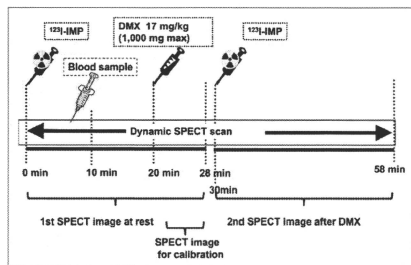 ¹²³I-IMP
DMX 17 mg/kg
(1,000 mg max)
¹²³I-IMP
Blood sample
Dynamic SPECT scan
0 min
10 min
20 min
28 min
30min
58 min
1st SPECT image at rest
2nd SPECT image after DMX
SPECT image
for calibration